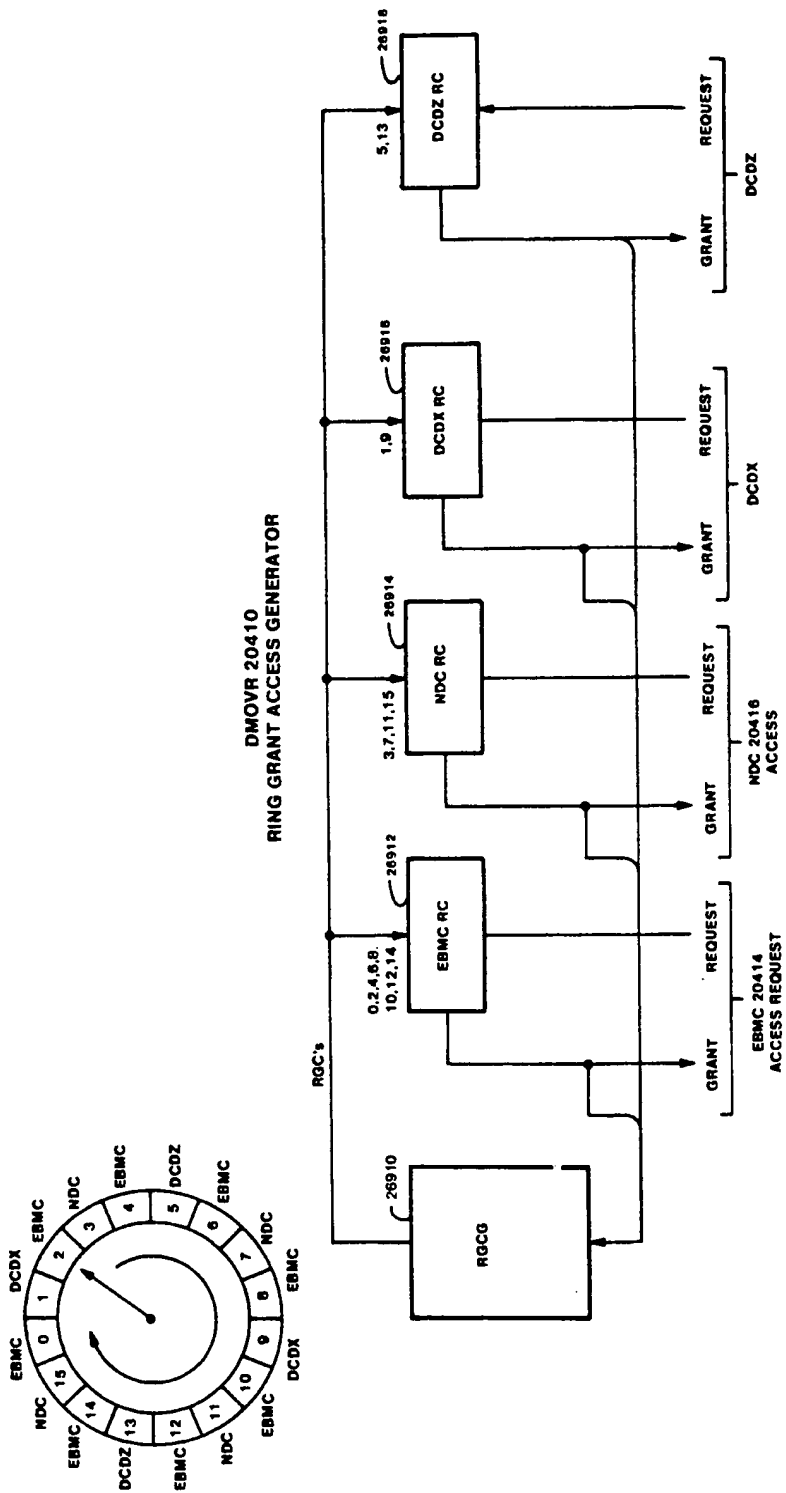 DMOVR 20410
RING GRANT ACCESS GENERATOR
EBMC
0
DCDX
1
EBMC
2
NDC
3
EBMC
4
DCDZ
5
EBMC
6
NDC
7
EBMC
8
DCDX
9
EBMC
10
NDC
11
EBMC
12
DCDZ
13
EBMC
14
NDC
15
RGC's
26910
RGCG
0,2,4,6,8.
10,12,14
26912
EBMC RC
3,7,11,15
26914
NDC RC
1,9
26916
DCDX RC
5,13
26918
DCDZ RC
GRANT
REQUEST
EBMC 20414
ACCESS REQUEST
GRANT
REQUEST
NDC 20416
ACCESS
GRANT
REQUEST
DCDX
GRANT
REQUEST
DCDZ